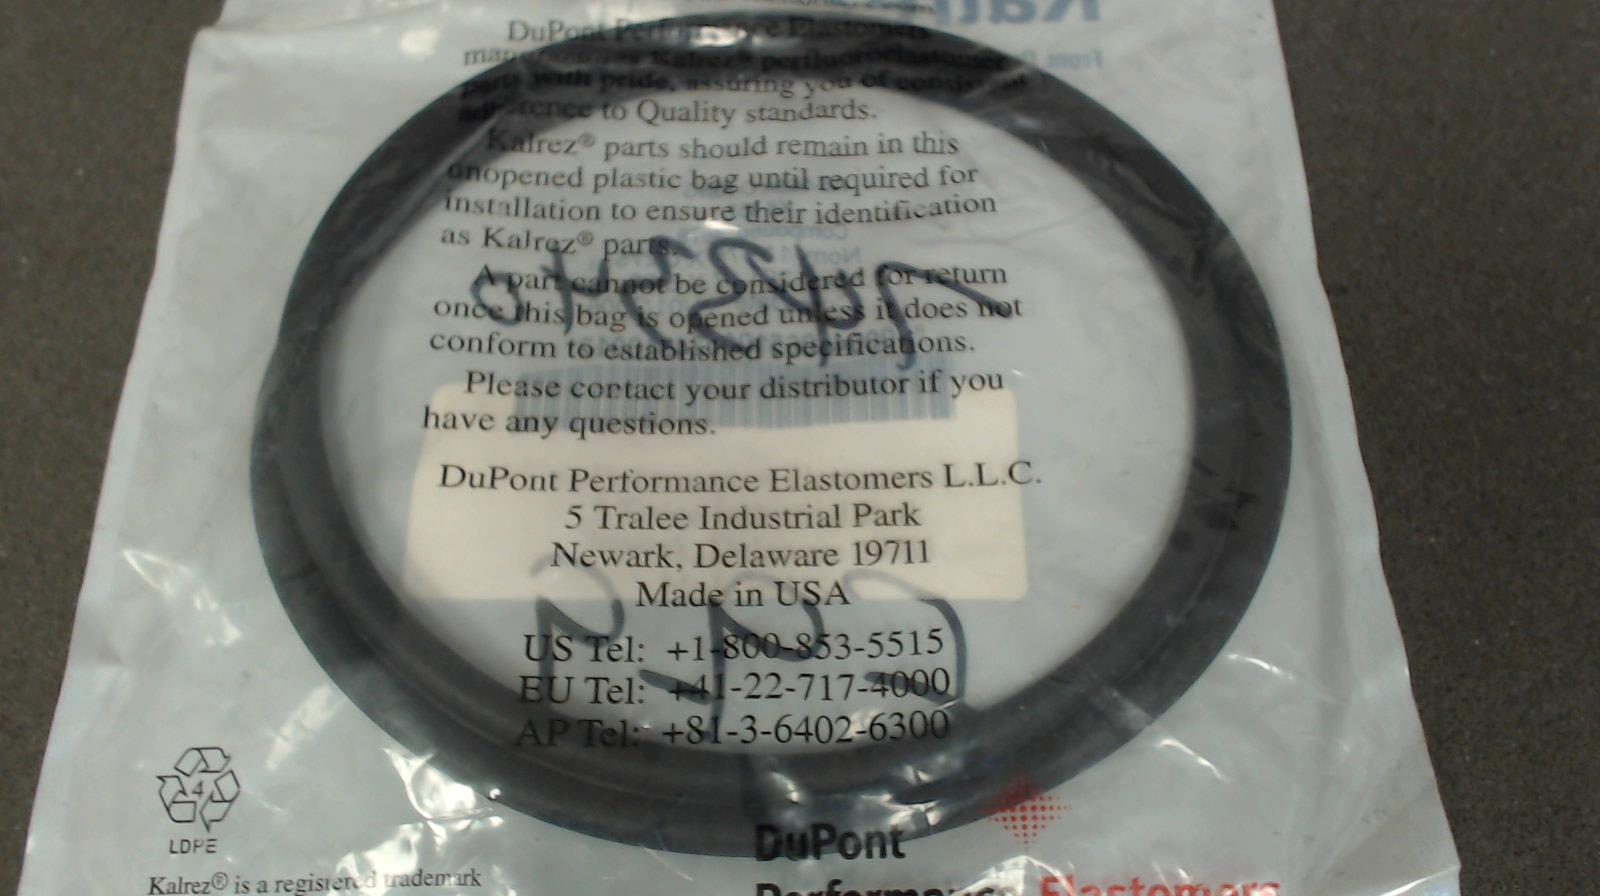 DuPont Performance Elastomers
manufactures Kalrez® perfluoroelastomer
parts with pride, assuring you of consistent
adherence to Quality standards.
Kalrez® parts should remain in this
unopened plastic bag until required for
installation to ensure their identification
as Kalrez® parts.
A part cannot be considered for return
once this bag is opened unless it does not
conform to established specifications.
Please contact your distributor if you
have any questions.
DuPont Performance Elastomers L.L.C.
5 Tralee Industrial Park
Newark, Delaware 19711
Made in USA
US Tel: +1-800-853-5515
EU Tel: +41-22-717-4000
AP Tel: +81-3-6402-6300
4
LDPE
Kalrez® is a registered trademark
DuPont
Performance Elastomers